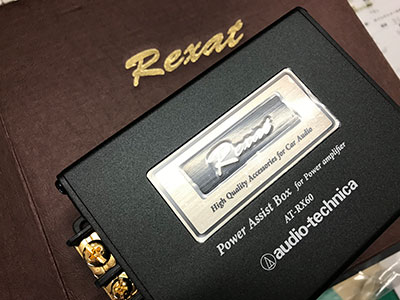 Rexat
Rexat
High Quality Accessories for Car Audio
Power Assist Box for Power amplifier
AT-RX60
audio-technica